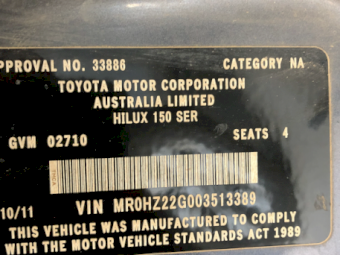 PPROVAL NO. 33886 CATEGORY NA
TOYOTA MOTOR CORPORATION
AUSTRALIA LIMITED
HILUX 150 SER
GVM 02710 SEATS 4
10/11 VIN MR0HZ22G003513389
THIS VEHICLE WAS MANUFACTURED TO COMPLY
WITH THE MOTOR VEHICLE STANDARDS ACT 1989